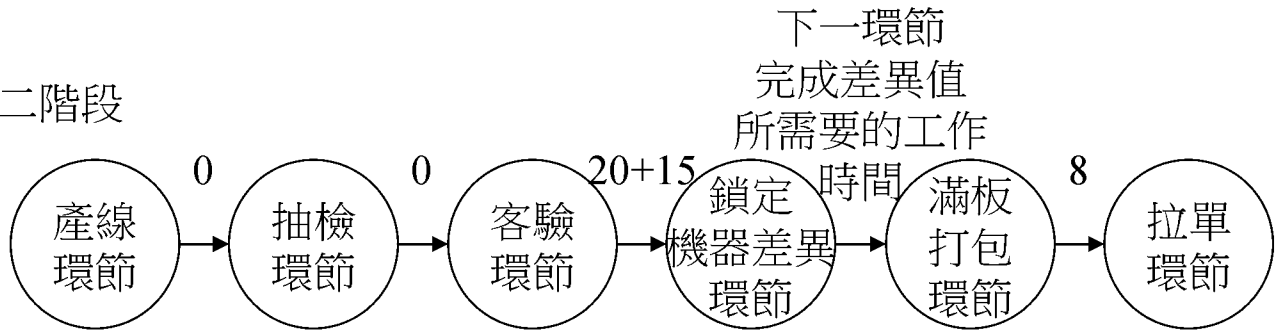 二階段
下一環節
完成差異值
所需要的工作
時間
0
0
20+15
8
產線
環節
抽檢
環節
客驗
環節
鎖定
機器差異
環節
滿板
打包
環節
拉單
環節